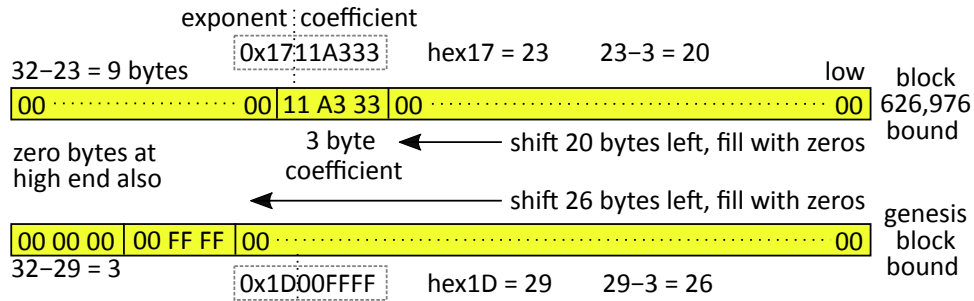 exponent coefficient
0x1711A333 hex17 = 23 23−3 = 20
32−23 = 9 bytes low
00 00 11 A3 33 00 00
block
626,976
bound
zero bytes at
high end also
3 byte
coefficient
shift 20 bytes left, fill with zeros
shift 26 bytes left, fill with zeros
00 00 00 00 FF FF 00 00
genesis
block
bound
32−29 = 3
0x1D00FFFF hex1D = 29 29−3 = 26